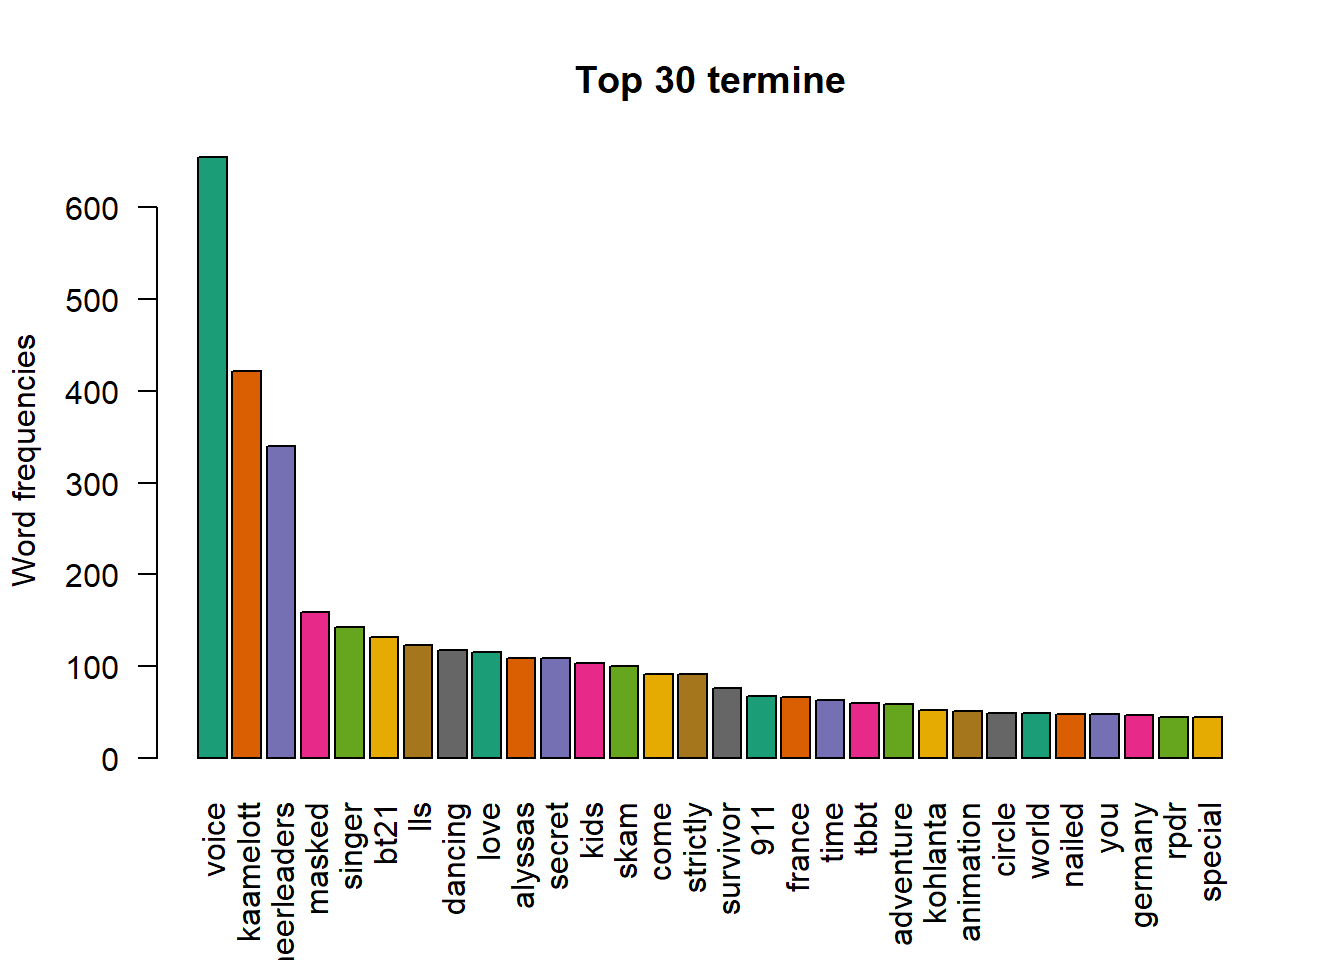 Top 30 termine
Word frequencies
600
500
400
300
200
100
0
voice
kaamelott
heerleaders
masked
singer
bt21
lls
dancing
love
alyssas
secret
kids
skam
come
strictly
survivor
911
france
time
tbbt
adventure
kohlanta
animation
circle
world
nailed
you
germany
rpdr
special